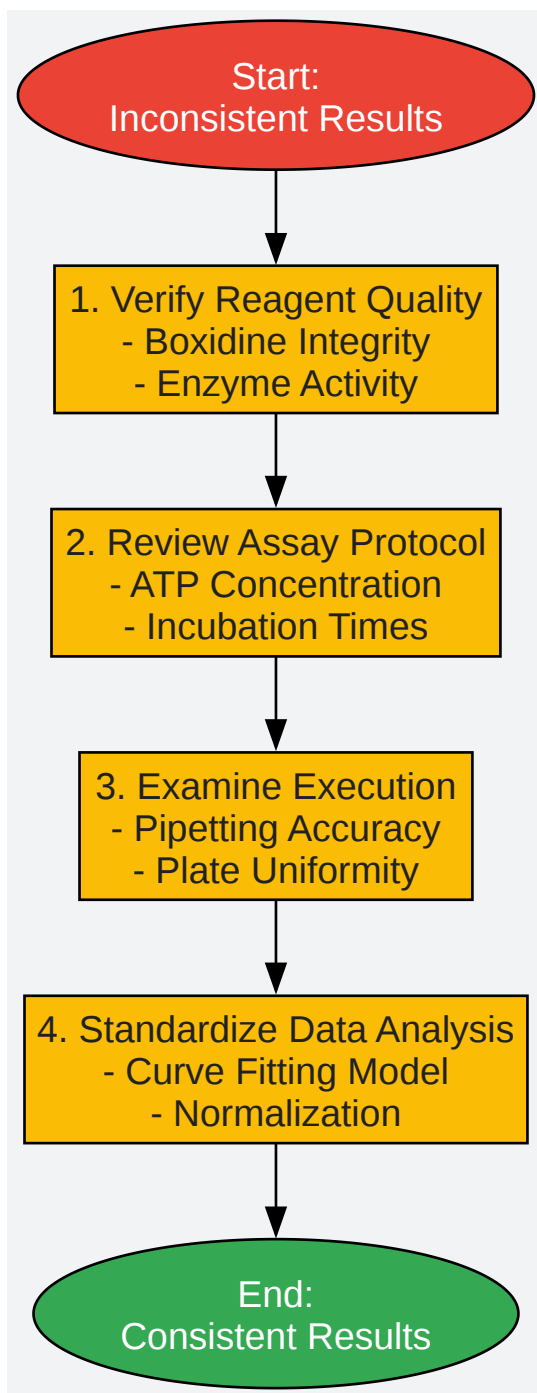 Start:
Inconsistent Results
1. Verify Reagent Quality
- Boxidine Integrity
- Enzyme Activity
2. Review Assay Protocol
- ATP Concentration
- Incubation Times
3. Examine Execution
- Pipetting Accuracy
- Plate Uniformity
4. Standardize Data Analysis
- Curve Fitting Model
- Normalization
End:
Consistent Results